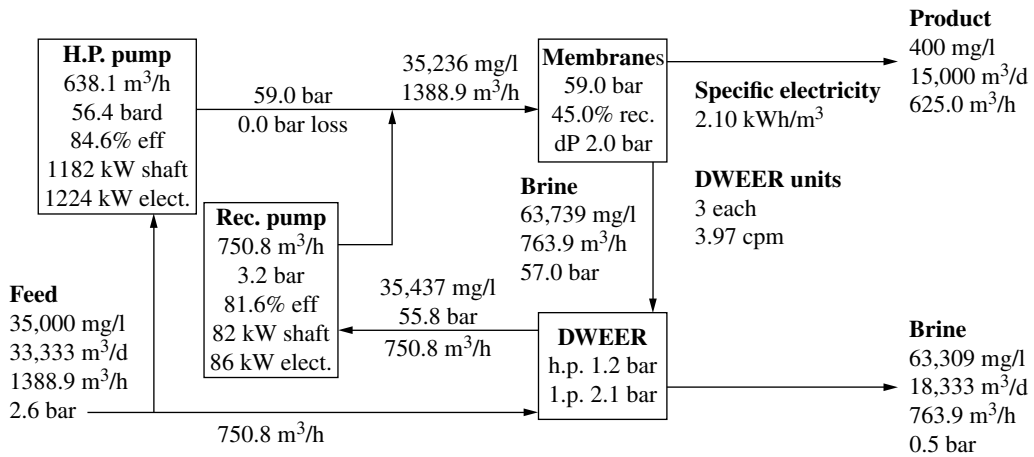 H.P. pump
638.1 m³/h
56.4 bard
84.6% eff
1182 kW shaft
1224 kW elect.
59.0 bar
0.0 bar loss
35,236 mg/l
1388.9 m³/h
Membranes
59.0 bar
45.0% rec.
dP 2.0 bar
Product
400 mg/l
15,000 m³/d
625.0 m³/h
Specific electricity
2.10 kWh/m³
DWEER units
3 each
3.97 cpm
Brine
63,739 mg/l
763.9 m³/h
57.0 bar
Rec. pump
750.8 m³/h
3.2 bar
81.6% eff
82 kW shaft
86 kW elect.
35,437 mg/l
55.8 bar
750.8 m³/h
DWEER
h.p. 1.2 bar
1.p. 2.1 bar
Feed
35,000 mg/l
33,333 m³/d
1388.9 m³/h
2.6 bar
750.8 m³/h
Brine
63,309 mg/l
18,333 m³/d
763.9 m³/h
0.5 bar